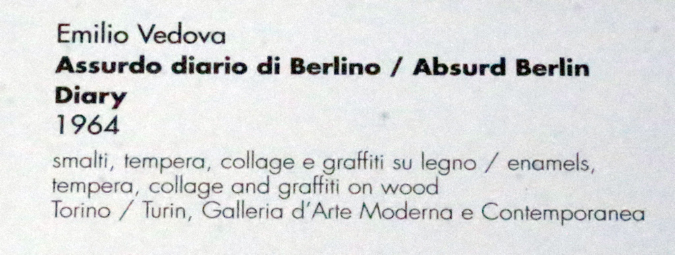 Emilio Vedova
Assurdo diario di Berlino / Absurd Berlin
Diary
1964
smalti, tempera, collage e graffiti su legno / enamels,
tempera, collage and graffiti on wood
Torino / Turin, Galleria d'Arte Moderna e Contemporanea